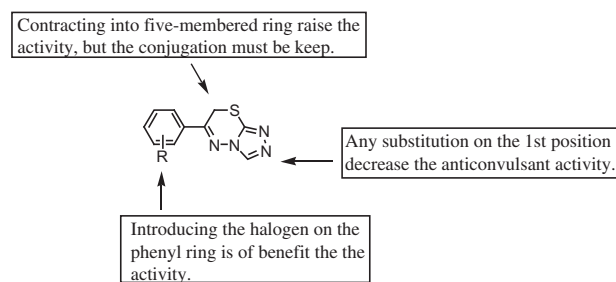 Contracting into five-membered ring raise the
activity, but the conjugation must be keep.
S
N
N
N
N
R
Any substitution on the 1st position
decrease the anticonvulsant activity.
Introducing the halogen on the
phenyl ring is of benefit the the
activity.